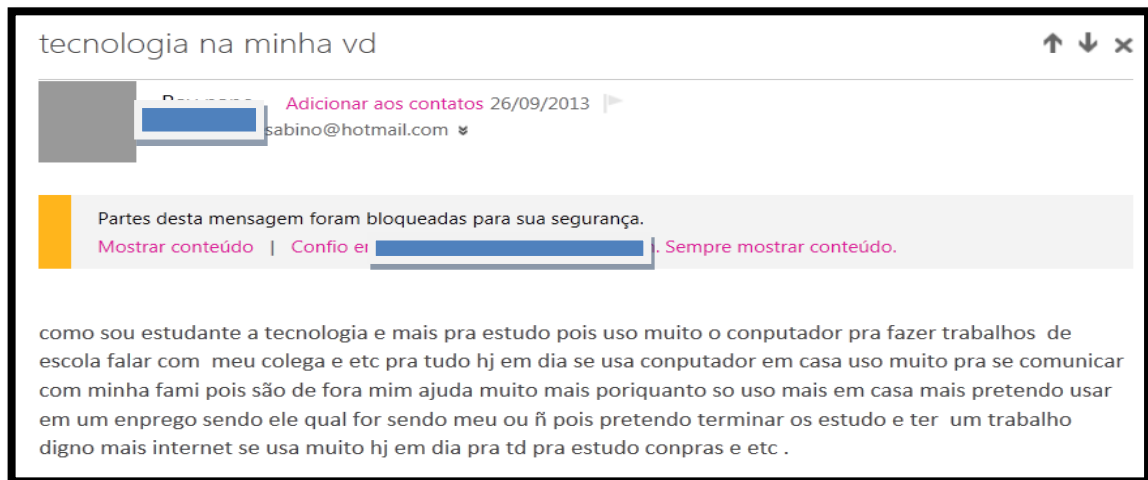 tecnologia na minha vd
Adicionar aos contatos 26/09/2013
sabino@hotmail.com
Partes desta mensagem foram bloqueadas para sua segurança.
Mostrar conteúdo | Confio em . Sempre mostrar conteúdo.
como sou estudante a tecnologia e mais pra estudo pois uso muito o conputador pra fazer trabalhos de
escola falar com meu colega e etc pra tudo hj em dia se usa conputador em casa uso muito pra se comunicar
com minha fami pois são de fora mim ajuda muito mais poriquanto so uso mais em casa mais pretendo usar
em um enprego sendo ele qual for sendo meu ou ñ pois pretendo terminar os estudo e ter um trabalho
digno mais internet se usa muito hj em dia pra td pra estudo conpras e etc .